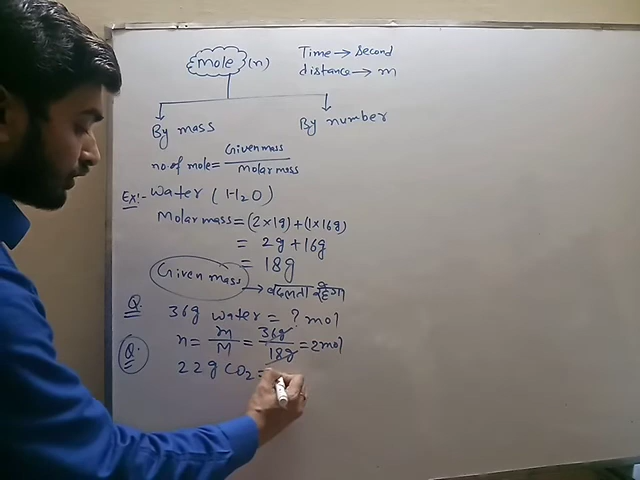 mole (n)
Time → second
distance → m
By mass
By number
no. of mole = Given mass / Molar mass
Ex:- Water (H2O)
Molar mass = (2×1g) + (1×16g)
= 2g + 16g
= 18g
Given mass → बदलता रहेगा
Q. 36g water = ? mol
n = m/M = 36g/18g = 2 mol
Q. 22g CO2 =